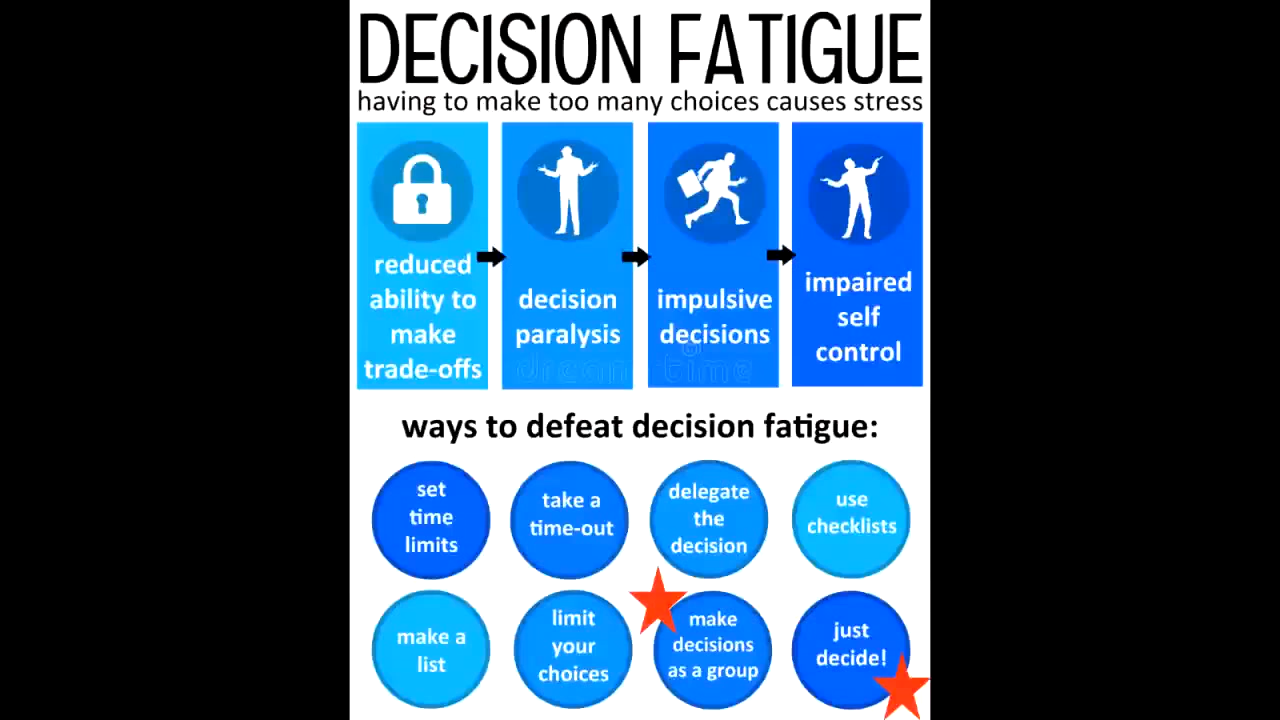 DECISION FATIGUE
having to make too many choices causes stress
reduced
ability to
make
trade-offs
decision
paralysis
impulsive
decisions
impaired
self
control
dreamstime
ways to defeat decision fatigue:
set
time
limits
take a
time-out
delegate
the
decision
use
checklists
make a
list
limit
your
choices
make
decisions
as a group
just
decide!